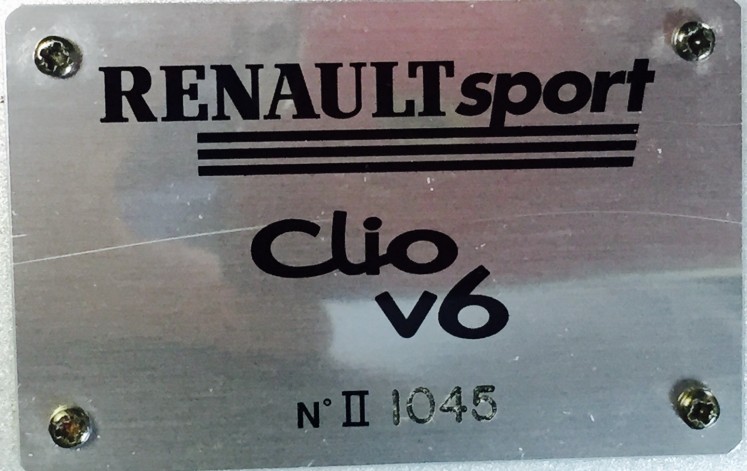 RENAULTsport
Clio
v6
N° II 1045